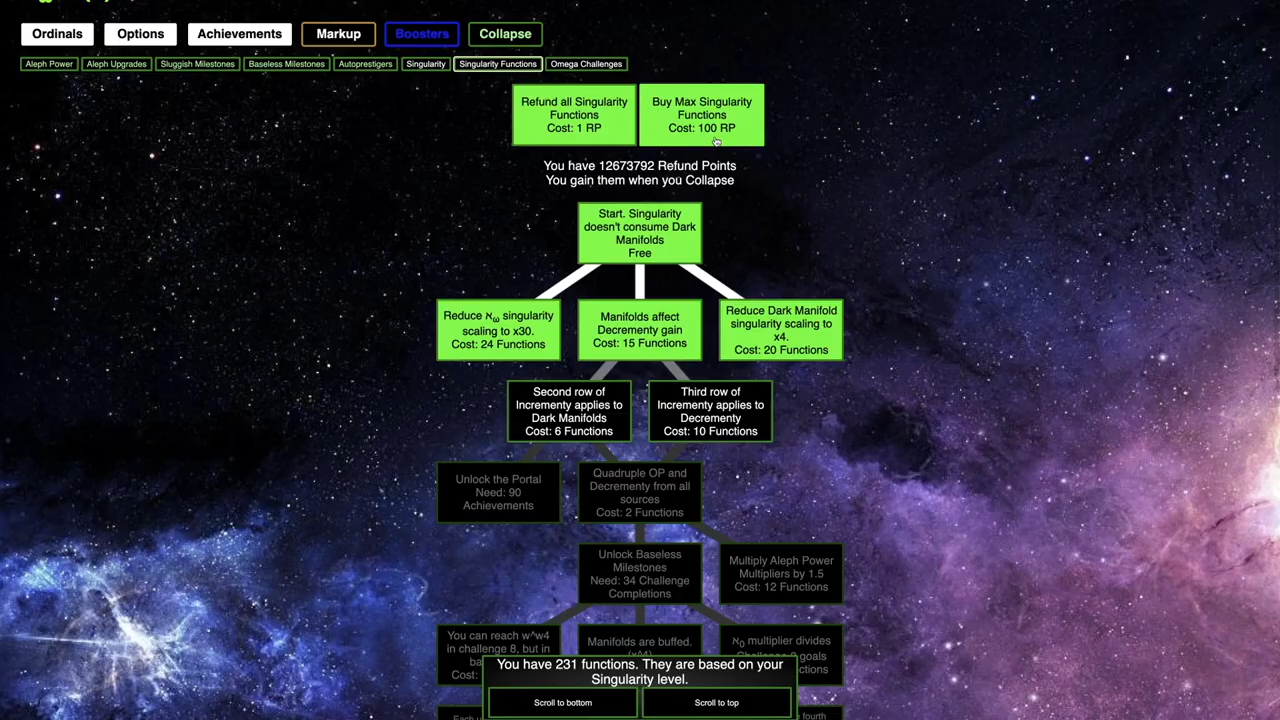 Ordinals
Options
Achievements
Markup
Boosters
Collapse
Aleph Power
Aleph Upgrades
Sluggish Milestones
Baseless Milestones
Autoprestigers
Singularity
Singularity Functions
Omega Challenges
Refund all Singularity
Functions
Cost: 1 RP
Buy Max Singularity
Functions
Cost: 100 RP
You have 12673792 Refund Points
You gain them when you Collapse
Start. Singularity
doesn't consume Dark
Manifolds
Free
Reduce ℵω singularity
scaling to x30.
Cost: 24 Functions
Manifolds affect
Decrementy gain
Cost: 15 Functions
Reduce Dark Manifold
singularity scaling to
x4.
Cost: 20 Functions
Second row of
Incrementy applies to
Dark Manifolds
Cost: 6 Functions
Third row of
Incrementy applies to
Decrementy
Cost: 10 Functions
Unlock the Portal
Need: 90
Achievements
Quadruple OP and
Decrementy from all
sources
Cost: 2 Functions
Unlock Baseless
Milestones
Need: 34 Challenge
Completions
Multiply Aleph Power
Multipliers by 1.5
Cost: 12 Functions
You can reach w^w4
in challenge 8, but in
Cost:
Manifolds are buffed.
ℵ0 multiplier divides
goals
You have 231 functions. They are based on your
Singularity level.
Scroll to bottom
Scroll to top
fourth